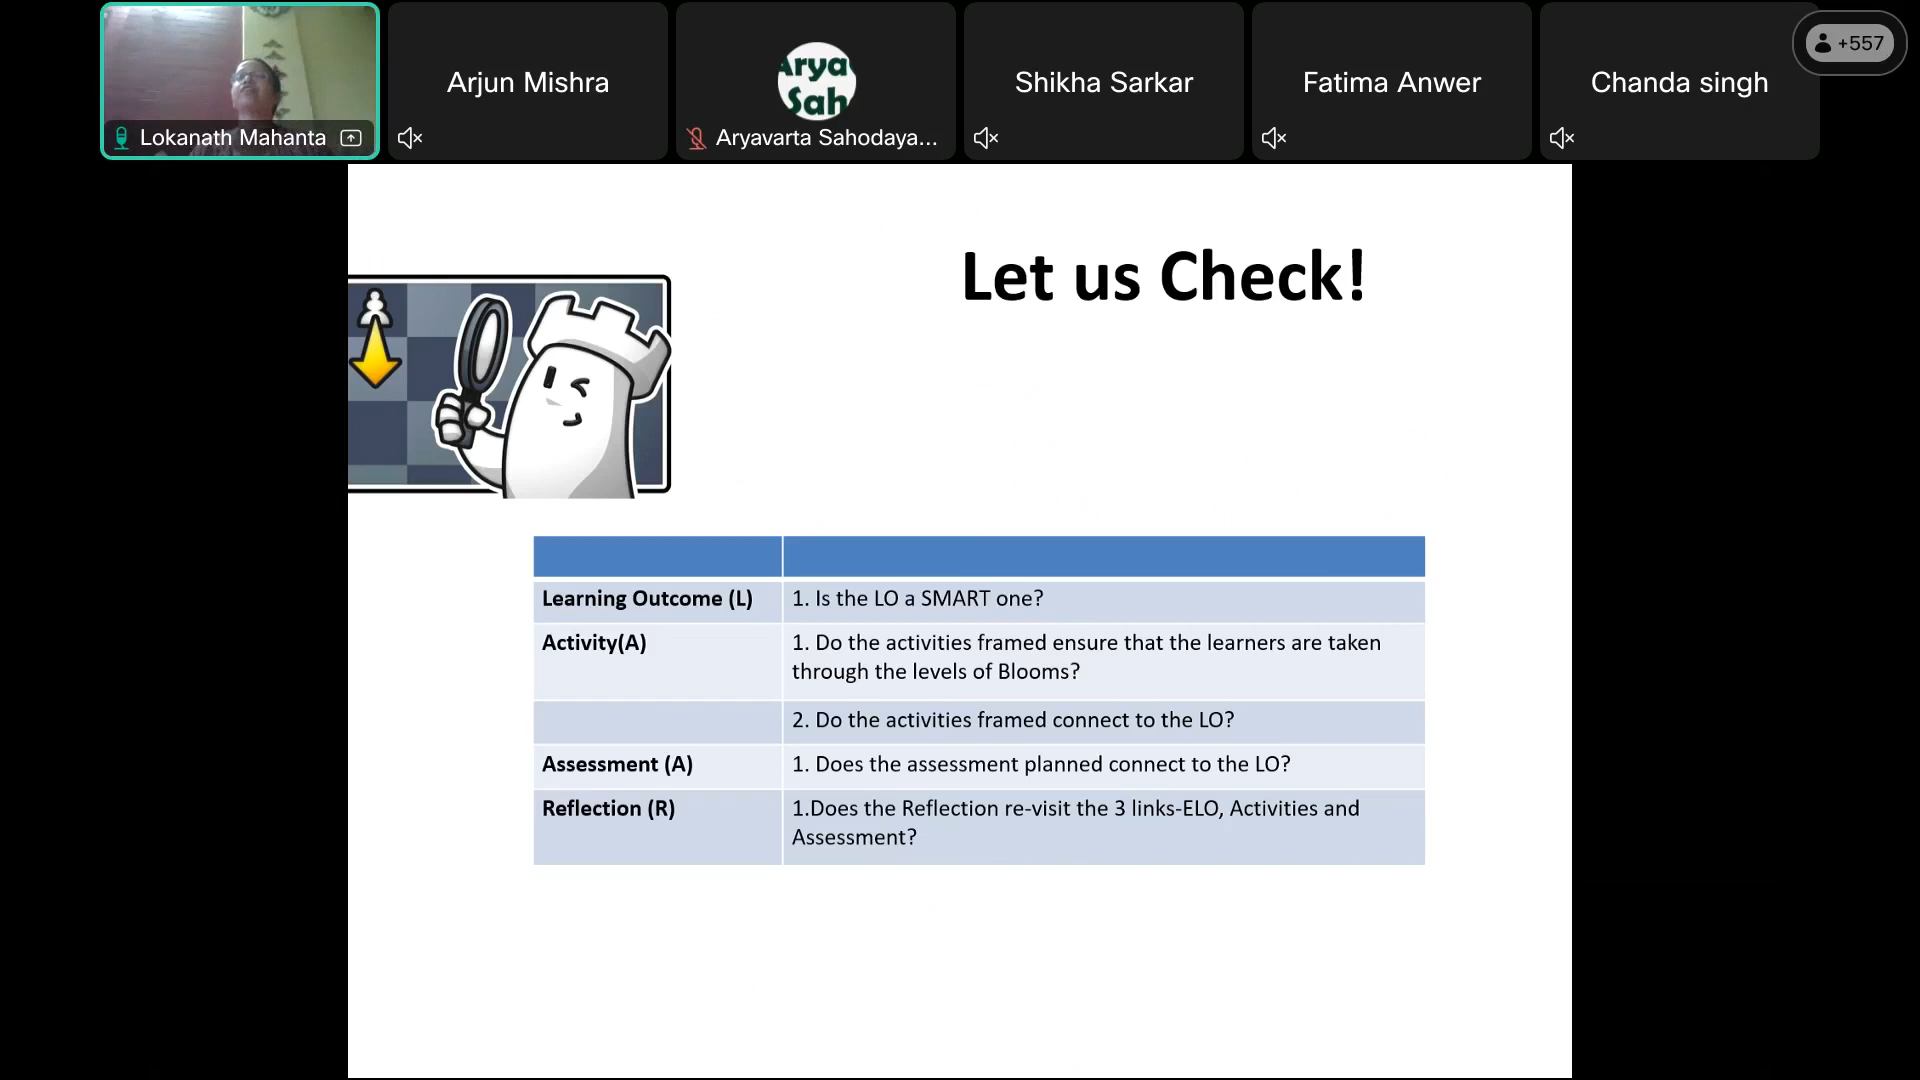 Lokanath Mahanta
Arjun Mishra
Arya
Sah
Aryavarta Sahodaya...
Shikha Sarkar
Fatima Anwer
Chanda singh
+557
Let us Check!
Learning Outcome (L)
1. Is the LO a SMART one?
Activity(A)
1. Do the activities framed ensure that the learners are taken
through the levels of Blooms?
2. Do the activities framed connect to the LO?
Assessment (A)
1. Does the assessment planned connect to the LO?
Reflection (R)
1.Does the Reflection re-visit the 3 links-ELO, Activities and
Assessment?